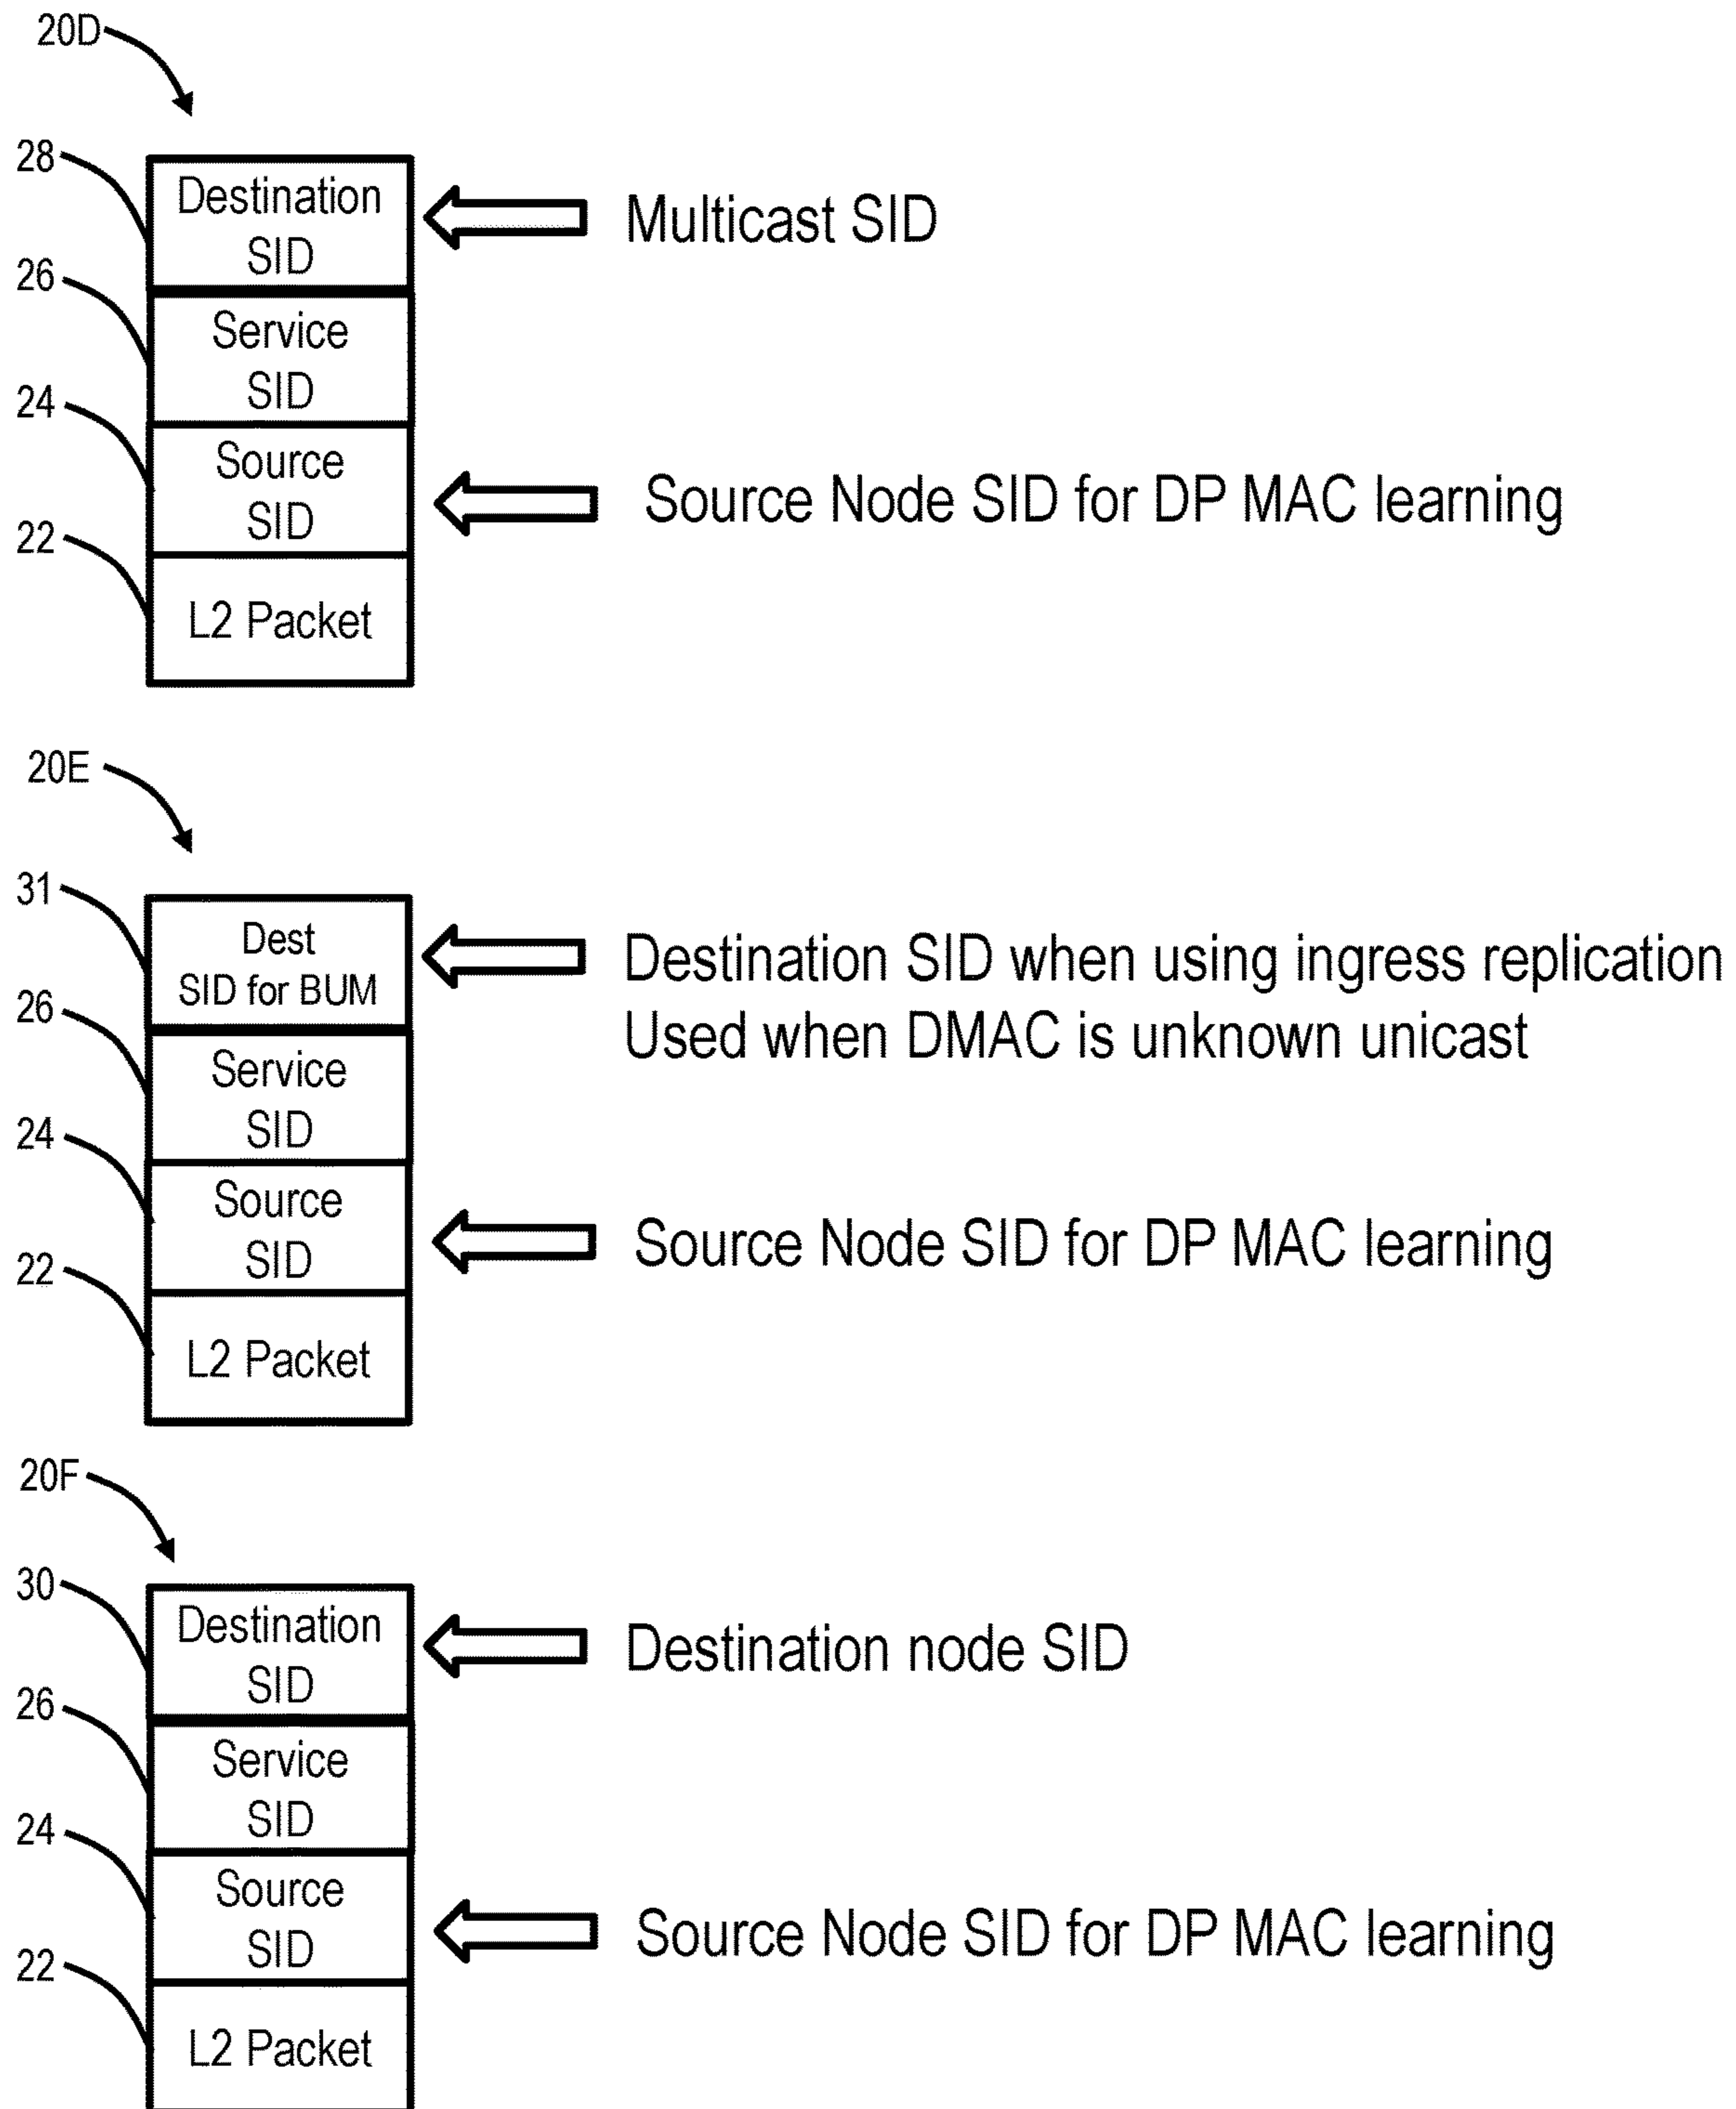 20D
28
Destination
SID
Multicast SID
26
Service
SID
24
Source
SID
Source Node SID for DP MAC learning
22
L2 Packet
20E
31
Dest
SID for BUM
Destination SID when using ingress replication
Used when DMAC is unknown unicast
26
Service
SID
24
Source
SID
Source Node SID for DP MAC learning
22
L2 Packet
20F
30
Destination
SID
Destination node SID
26
Service
SID
24
Source
SID
Source Node SID for DP MAC learning
22
L2 Packet